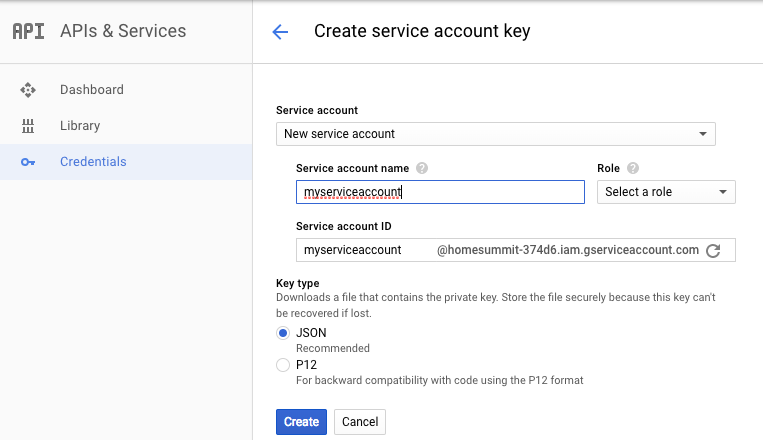 API APIs & Services
Create service account key
Dashboard
Library
Credentials
Service account
New service account
Service account name
Role
myserviceaccount
Select a role
Service account ID
myserviceaccount @homesummit-374d6.iam.gserviceaccount.com
Key type
Downloads a file that contains the private key. Store the file securely because this key can't
be recovered if lost.
JSON
Recommended
P12
For backward compatibility with code using the P12 format
Create Cancel